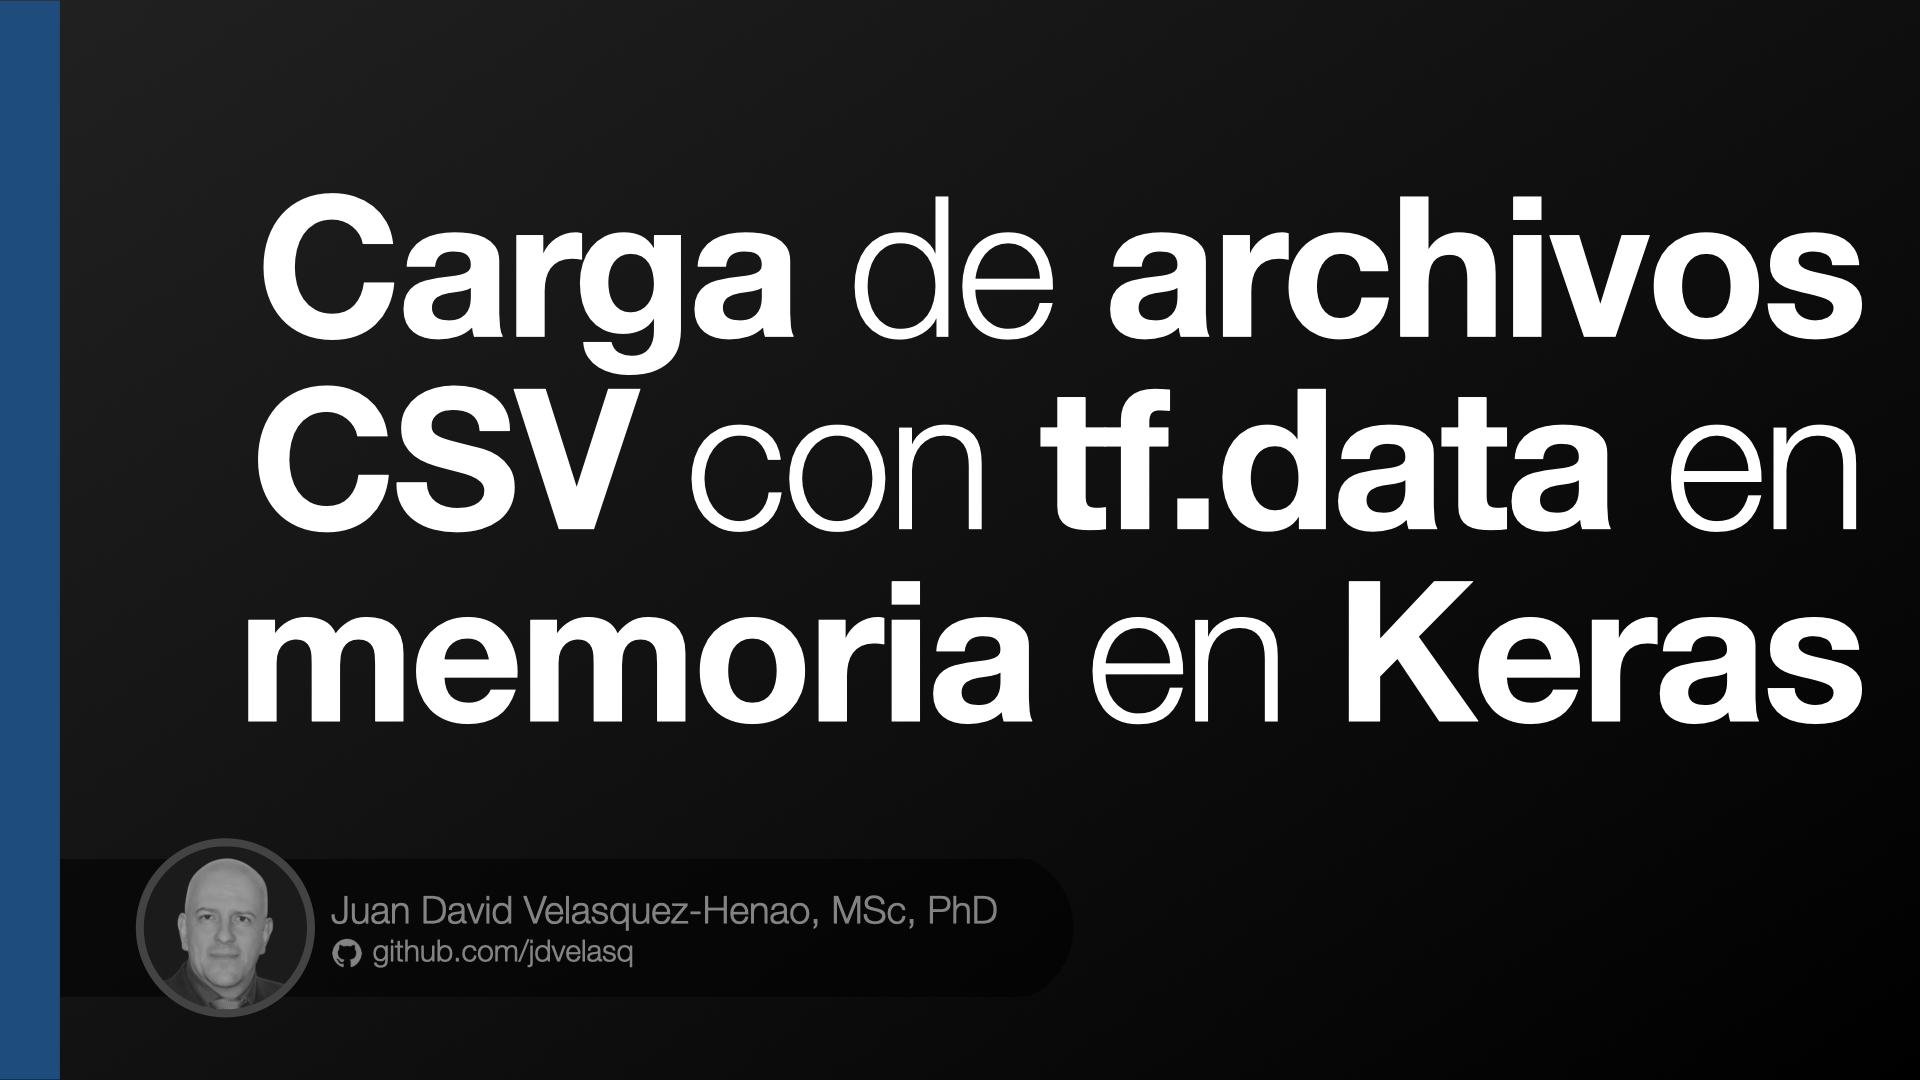 Carga de archivos
CSV con tf.data en
memoria en Keras
Juan David Velasquez-Henao, MSc, PhD
github.com/jdvelasq